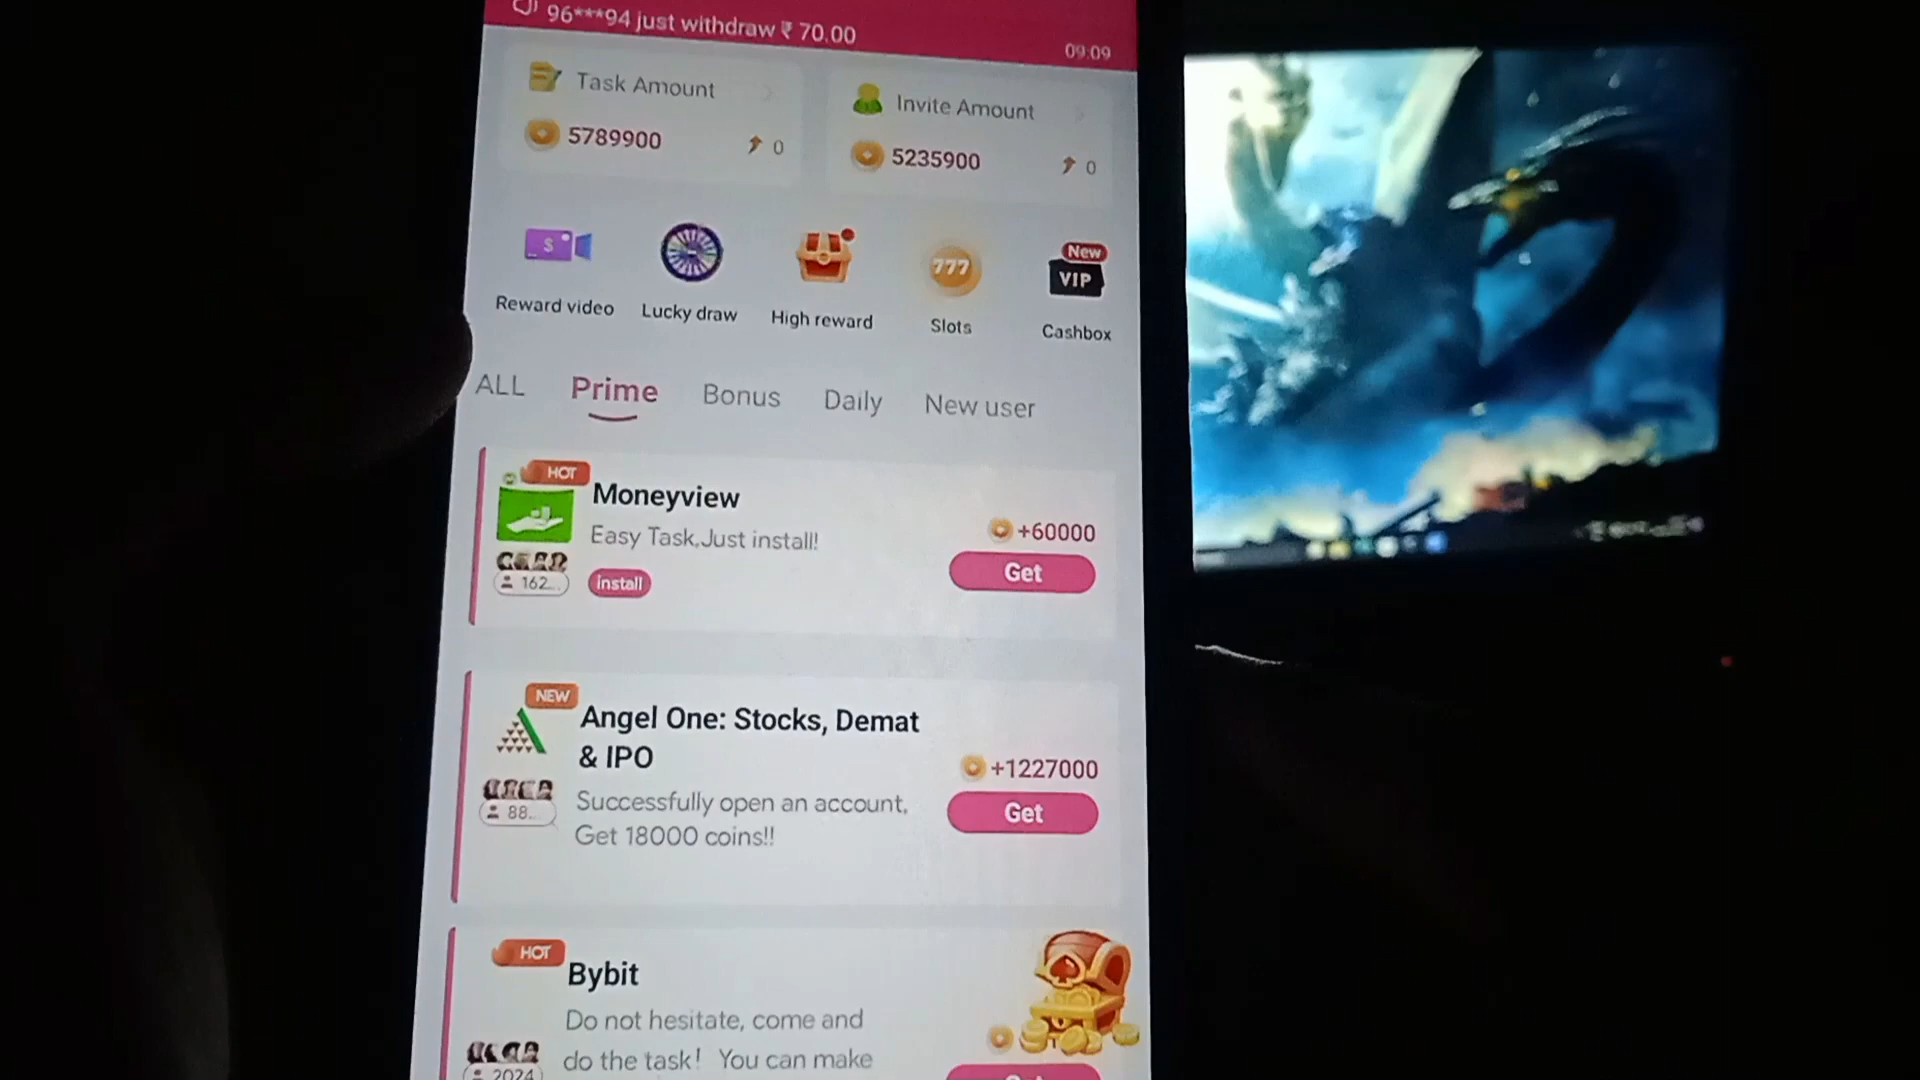 96***94 just withdraw ₹ 70.00
09:09
Task Amount
5789900
0
Invite Amount
5235900
0
$
777
New
VIP
Reward video
Lucky draw
High reward
Slots
Cashbox
ALL
Prime
Bonus
Daily
New user
HOT
Moneyview
Easy Task,Just install!
162...
install
+60000
Get
NEW
Angel One: Stocks, Demat
& IPO
88...
Successfully open an account,
Get 18000 coins!!
+1227000
Get
HOT
Bybit
Do not hesitate, come and
do the task! You can make
2024